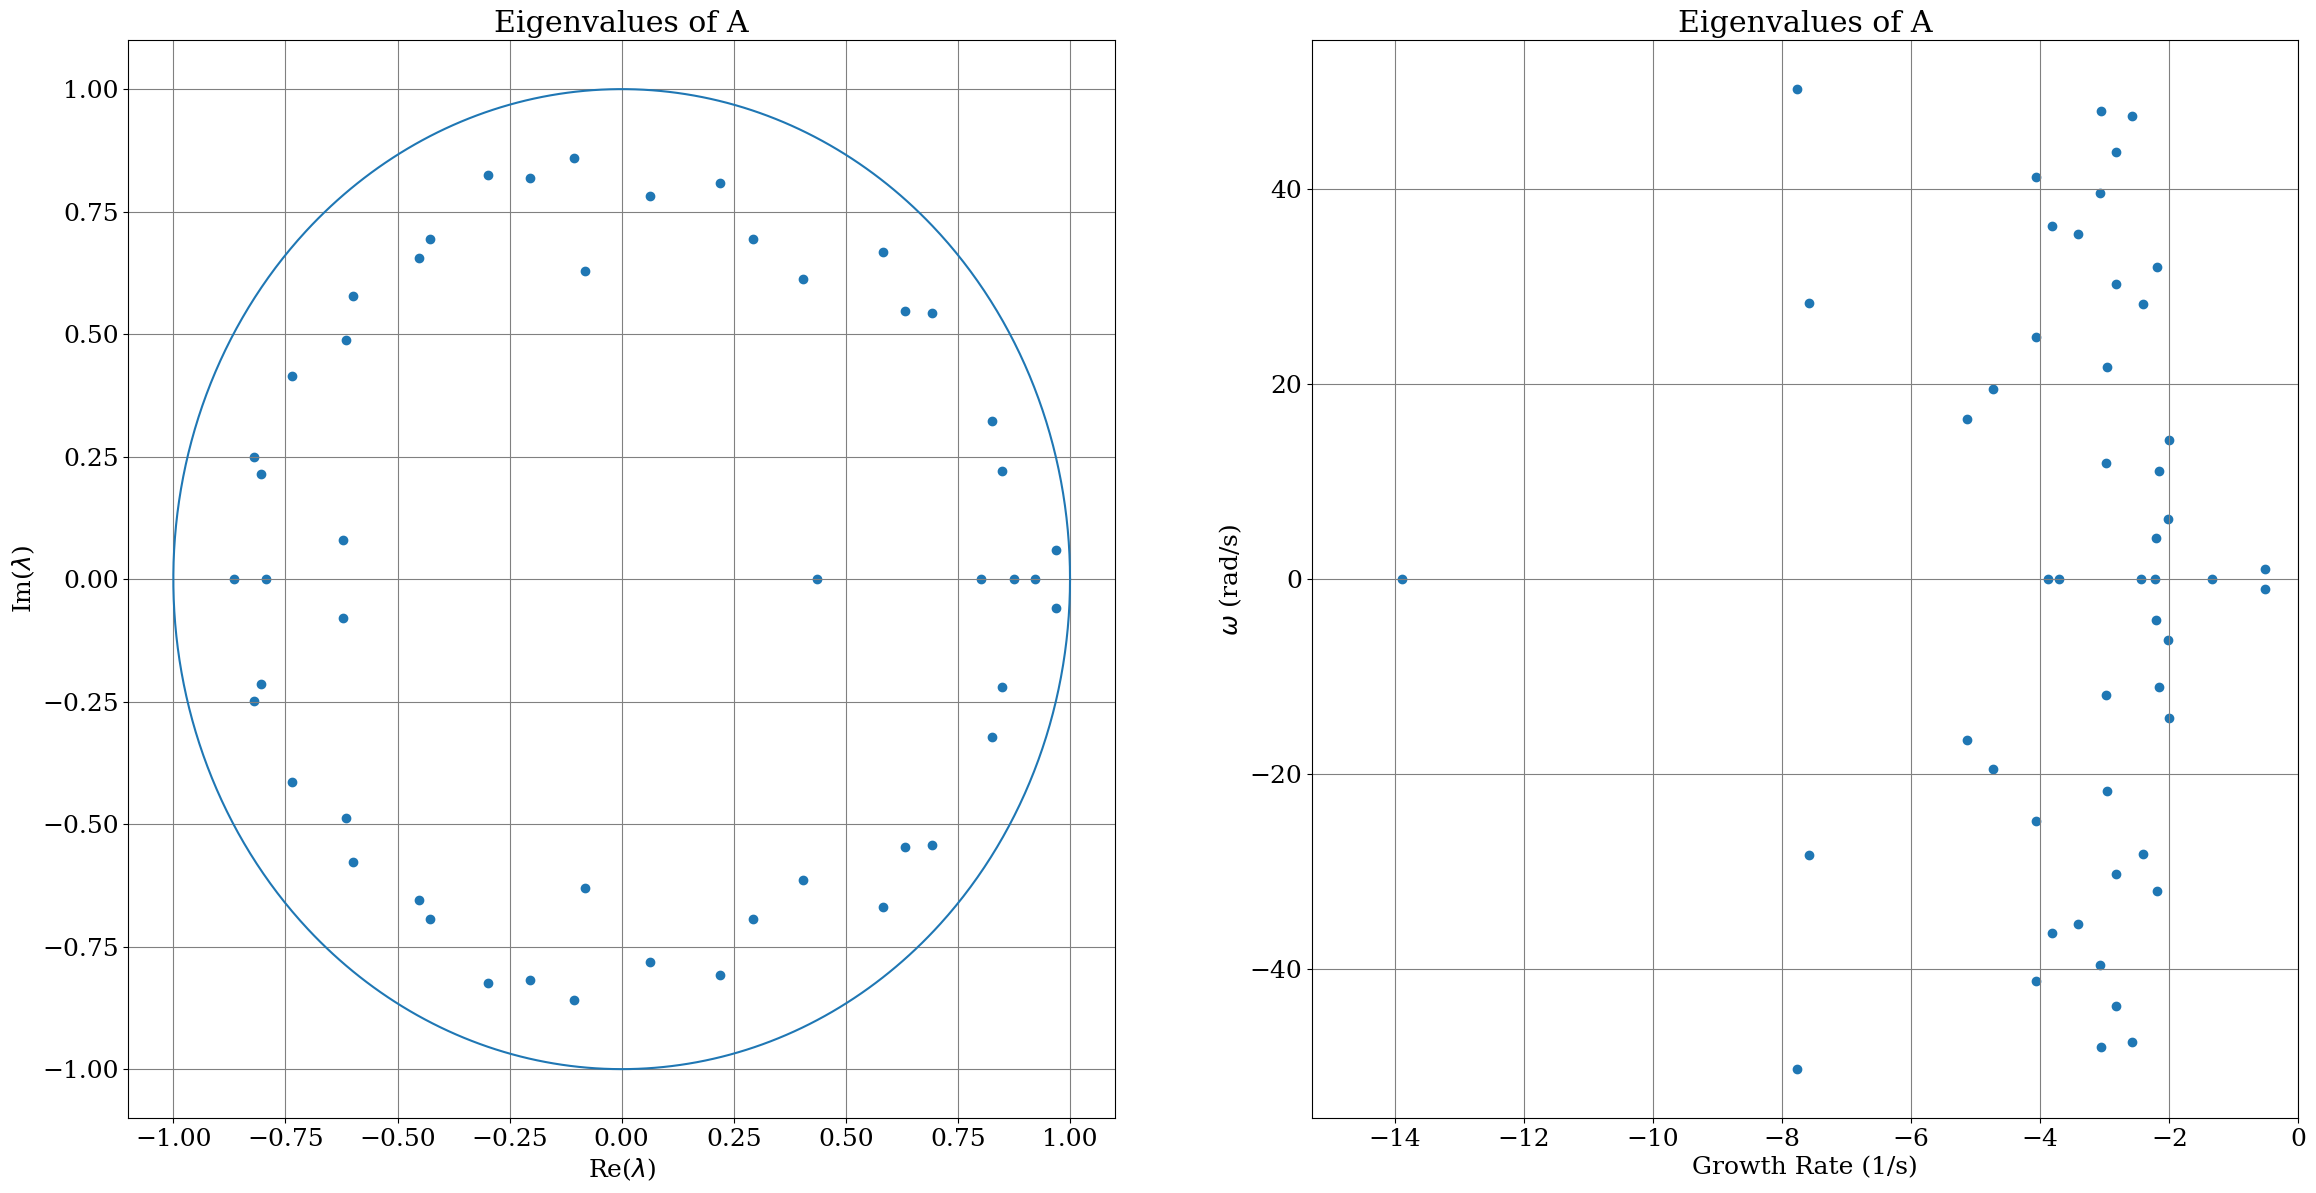 Eigenvalues of A
1.00
0.75
0.50
0.25
0.00
−0.25
−0.50
−0.75
−1.00
Im(λ)
−1.00 −0.75 −0.50 −0.25 0.00 0.25 0.50 0.75 1.00
Re(λ)
Eigenvalues of A
40
20
0
−20
−40
ω (rad/s)
−14 −12 −10 −8 −6 −4 −2 0
Growth Rate (1/s)